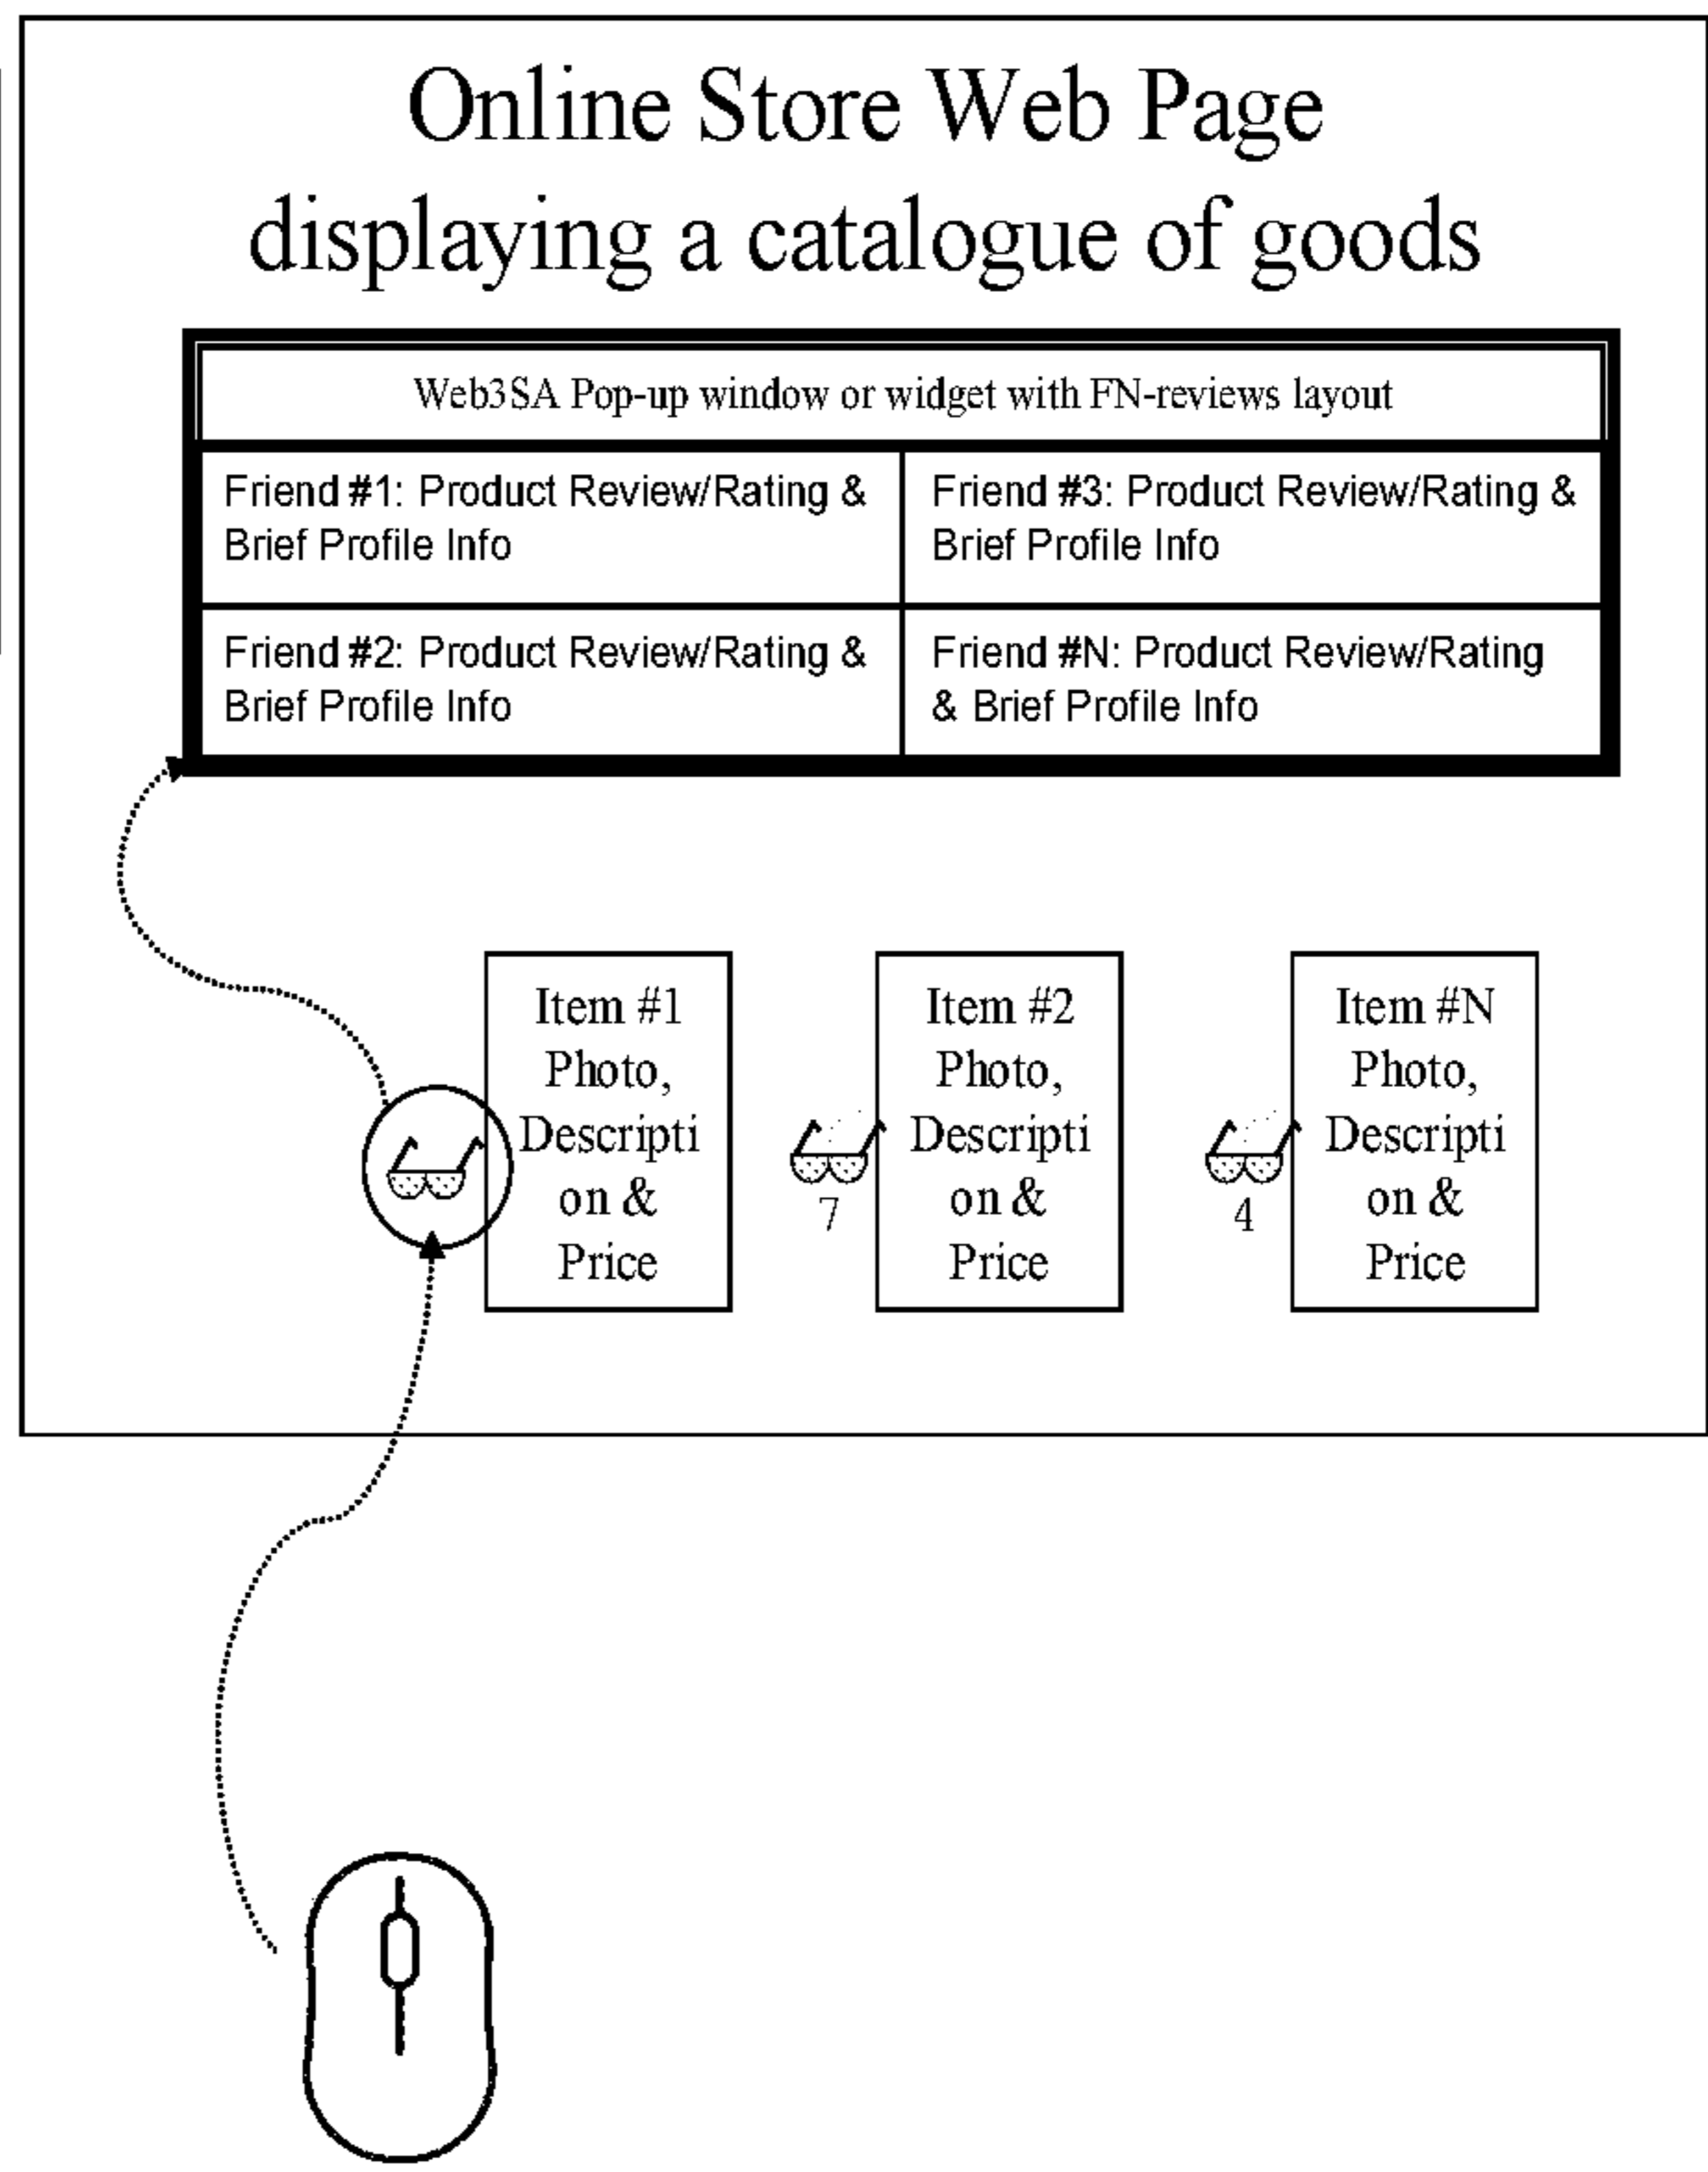 Online Store Web Page
displaying a catalogue of goods
Web3SA Pop-up window or widget with FN-reviews layout
Friend #1: Product Review/Rating &
Brief Profile Info
Friend #3: Product Review/Rating &
Brief Profile Info
Friend #2: Product Review/Rating &
Brief Profile Info
Friend #N: Product Review/Rating
& Brief Profile Info
Item #1
Photo,
Descripti
on &
Price
7
Item #2
Photo,
Descripti
on &
Price
4
Item #N
Photo,
Descripti
on &
Price